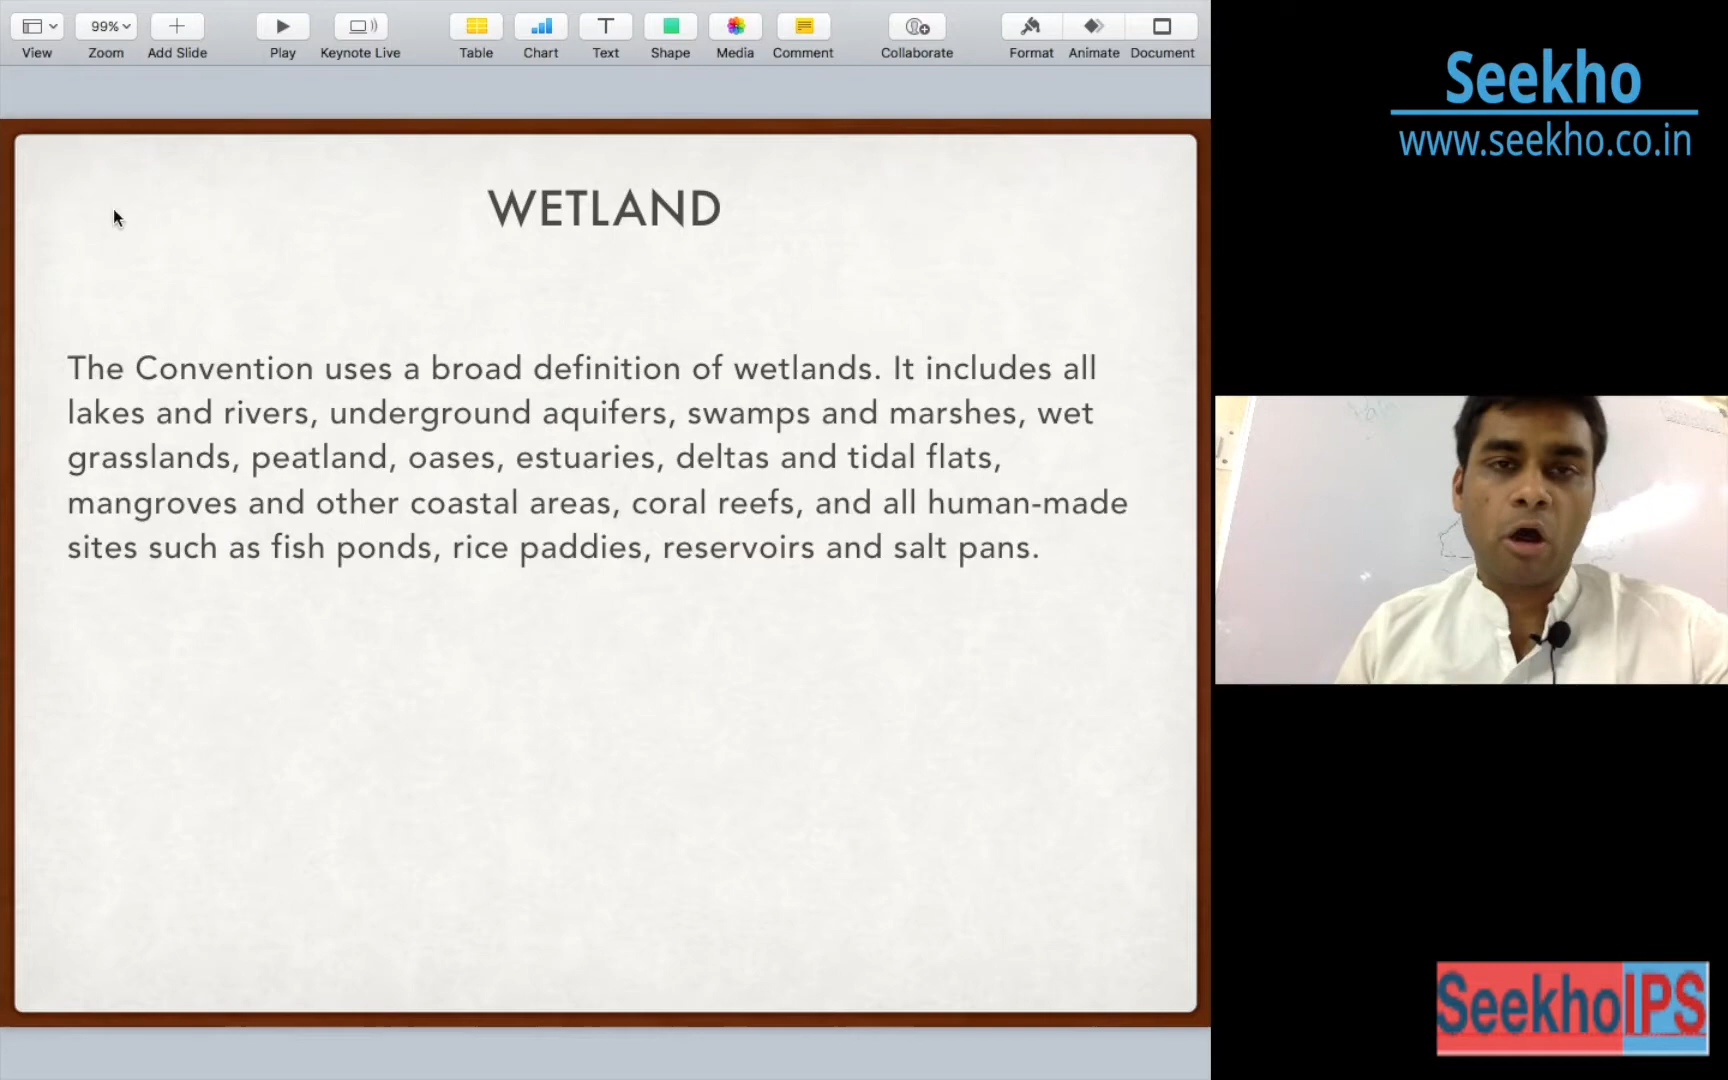 99%
View
Zoom
Add Slide
Play
Keynote Live
Table
Chart
T
Text
Shape
Media
Comment
Collaborate
Format
Animate
Document
Seekho
www.seekho.co.in
WETLAND
The Convention uses a broad definition of wetlands. It includes all
lakes and rivers, underground aquifers, swamps and marshes, wet
grasslands, peatland, oases, estuaries, deltas and tidal flats,
mangroves and other coastal areas, coral reefs, and all human-made
sites such as fish ponds, rice paddies, reservoirs and salt pans.
SeekhoIPS